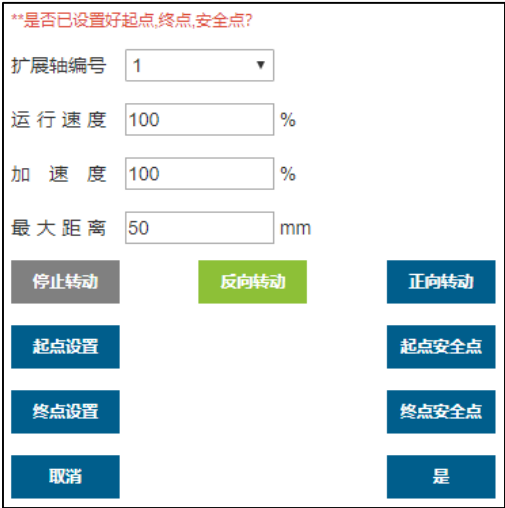 **是否已设置好起点,终点,安全点?
扩展轴编号 1
运行速度 100 %
加速度 100 %
最大距离 50 mm
停止转动 反向转动 正向转动
起点设置 起点安全点
终点设置 终点安全点
取消 是